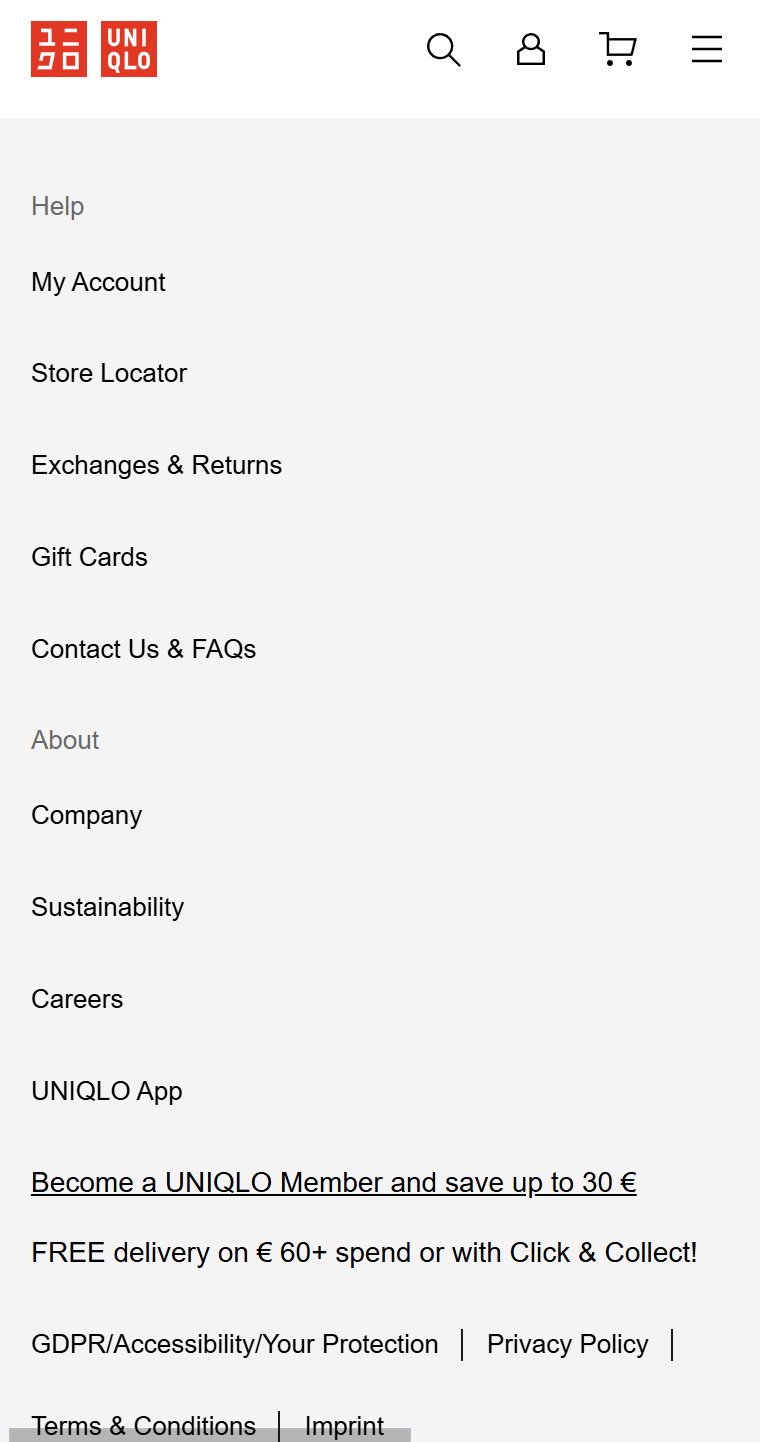 ユニ UNI
クロ QLO
Help
My Account
Store Locator
Exchanges & Returns
Gift Cards
Contact Us & FAQs
About
Company
Sustainability
Careers
UNIQLO App
Become a UNIQLO Member and save up to 30 €
FREE delivery on € 60+ spend or with Click & Collect!
GDPR/Accessibility/Your Protection | Privacy Policy |
Terms & Conditions | Imprint